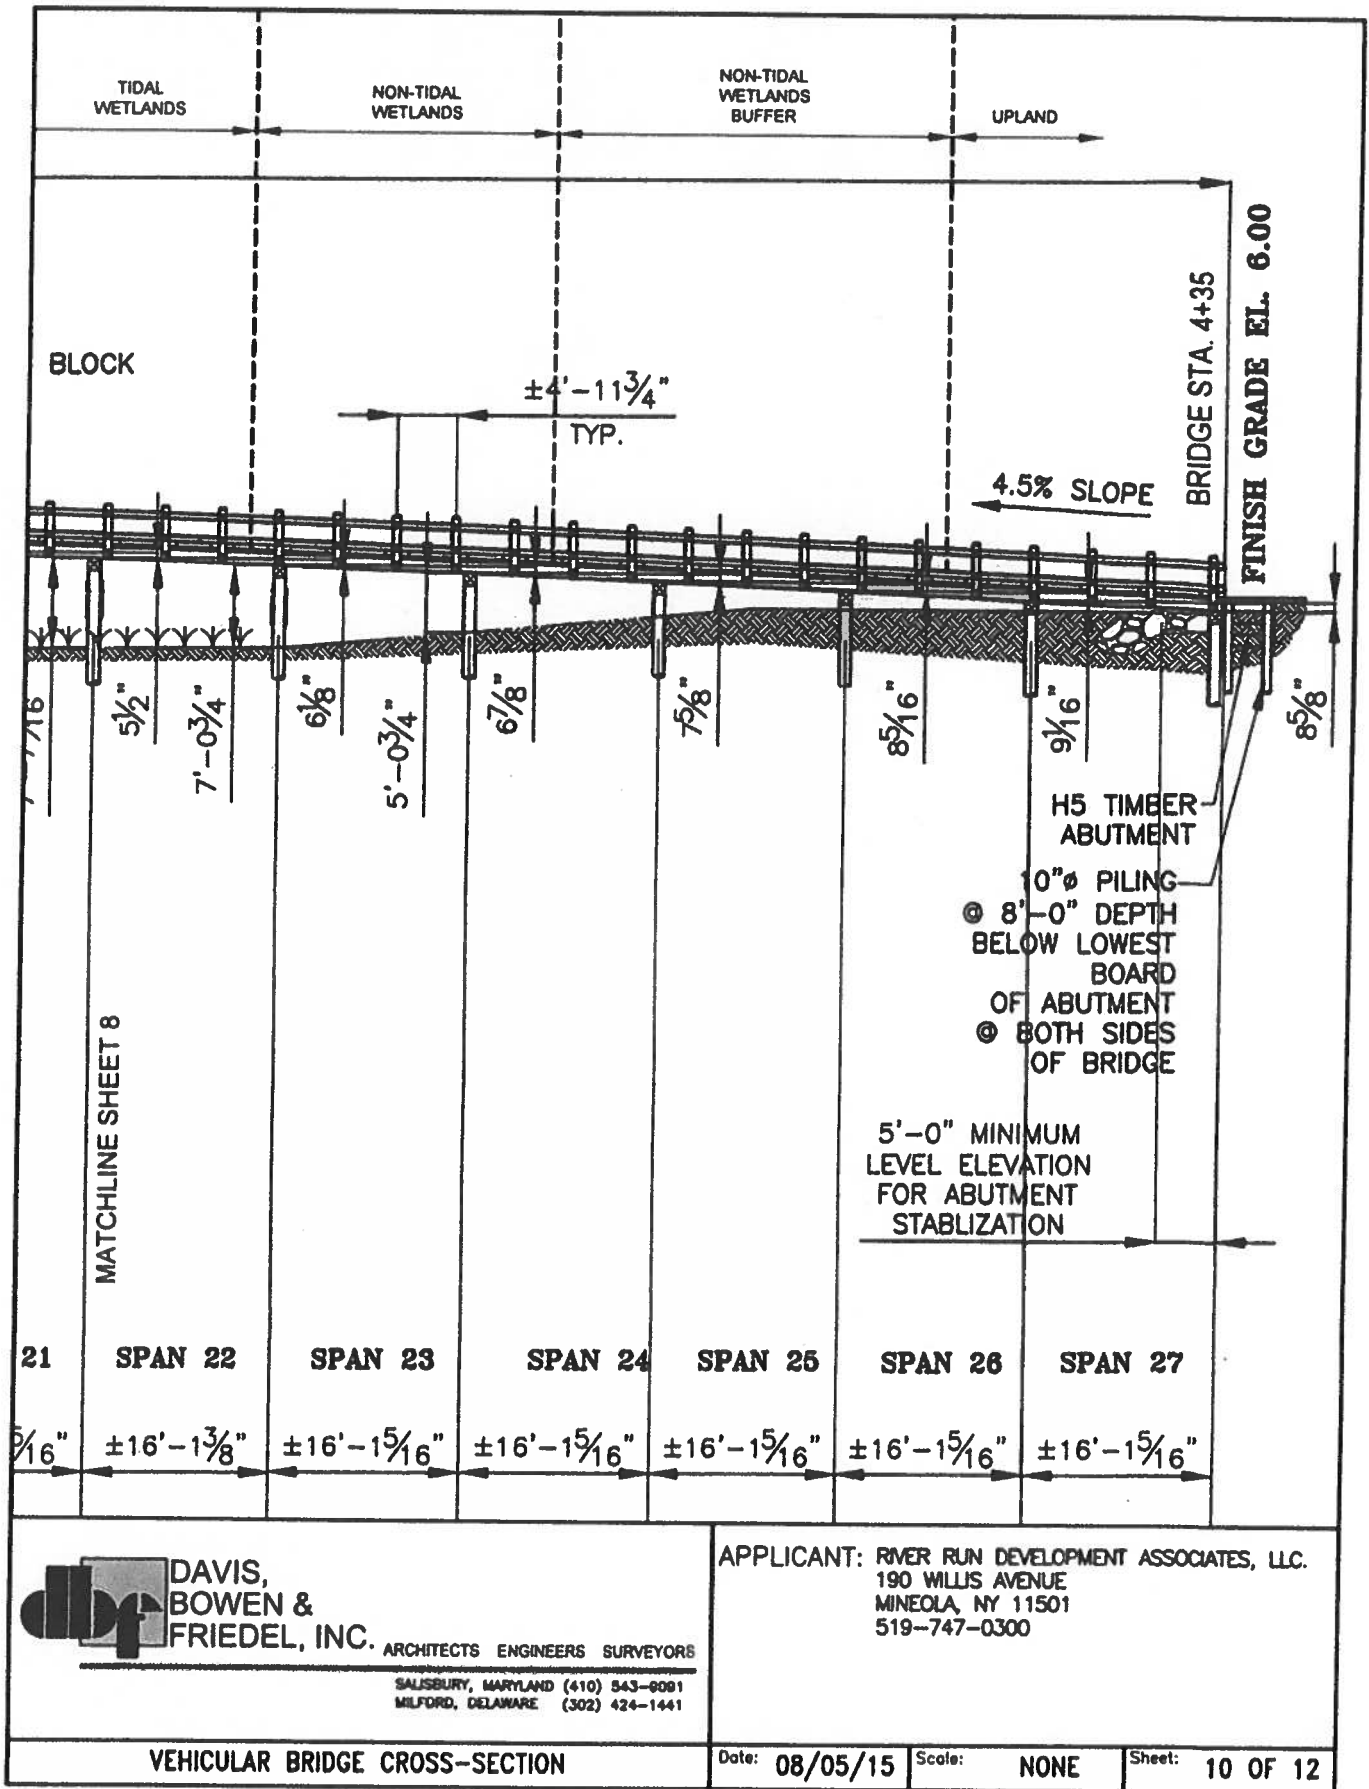 TIDAL
WETLANDS
NON-TIDAL
WETLANDS
NON-TIDAL
WETLANDS
BUFFER
UPLAND
BLOCK
±4'-11¾"
TYP.
4.5% SLOPE
BRIDGE STA. 4+35
FINISH GRADE EL. 6.00
5½"
7'-0¾"
6⅛"
5'-0¾"
6⅞"
7⅝"
8 5/16"
9 1/16"
8⅝"
H5 TIMBER
ABUTMENT
10"ø PILING
@ 8'-0" DEPTH
BELOW LOWEST
BOARD
OF ABUTMENT
@ BOTH SIDES
OF BRIDGE
MATCHLINE SHEET 8
5'-0" MINIMUM
LEVEL ELEVATION
FOR ABUTMENT
STABLIZATION
21 SPAN 22 SPAN 23 SPAN 24 SPAN 25 SPAN 26 SPAN 27
5/16" ±16'-1⅜" ±16'-1 5/16" ±16'-1 5/16" ±16'-1 5/16" ±16'-1 5/16" ±16'-1 5/16"
dbf
DAVIS,
BOWEN &
FRIEDEL, INC.
ARCHITECTS ENGINEERS SURVEYORS
SALISBURY, MARYLAND (410) 543-9091
MILFORD, DELAWARE (302) 424-1441
APPLICANT: RIVER RUN DEVELOPMENT ASSOCIATES, LLC.
190 WILLIS AVENUE
MINEOLA, NY 11501
519-747-0300
VEHICULAR BRIDGE CROSS-SECTION
Date: 08/05/15
Scale: NONE
Sheet: 10 OF 12